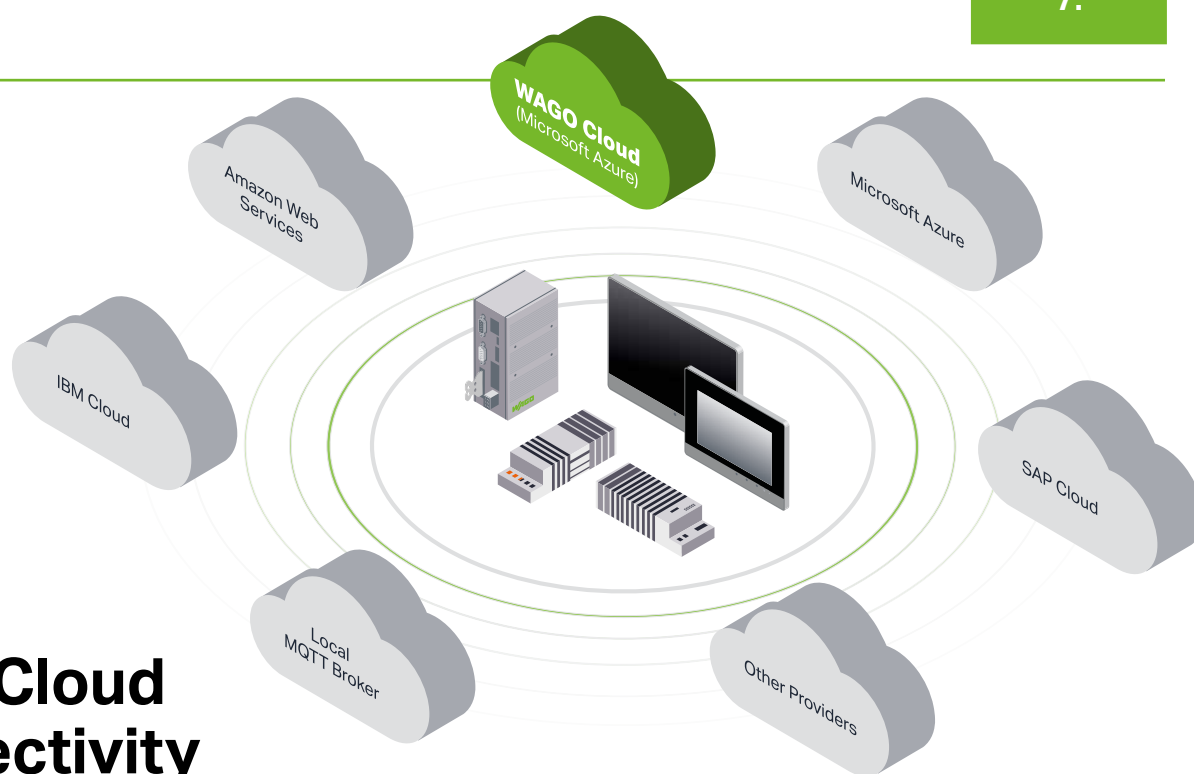 7.
WAGO Cloud
(Microsoft Azure)
Amazon Web
Services
Microsoft Azure
IBM Cloud
WAGO
SAP Cloud
Local
MQTT Broker
Other Providers
Cloud
ectivity